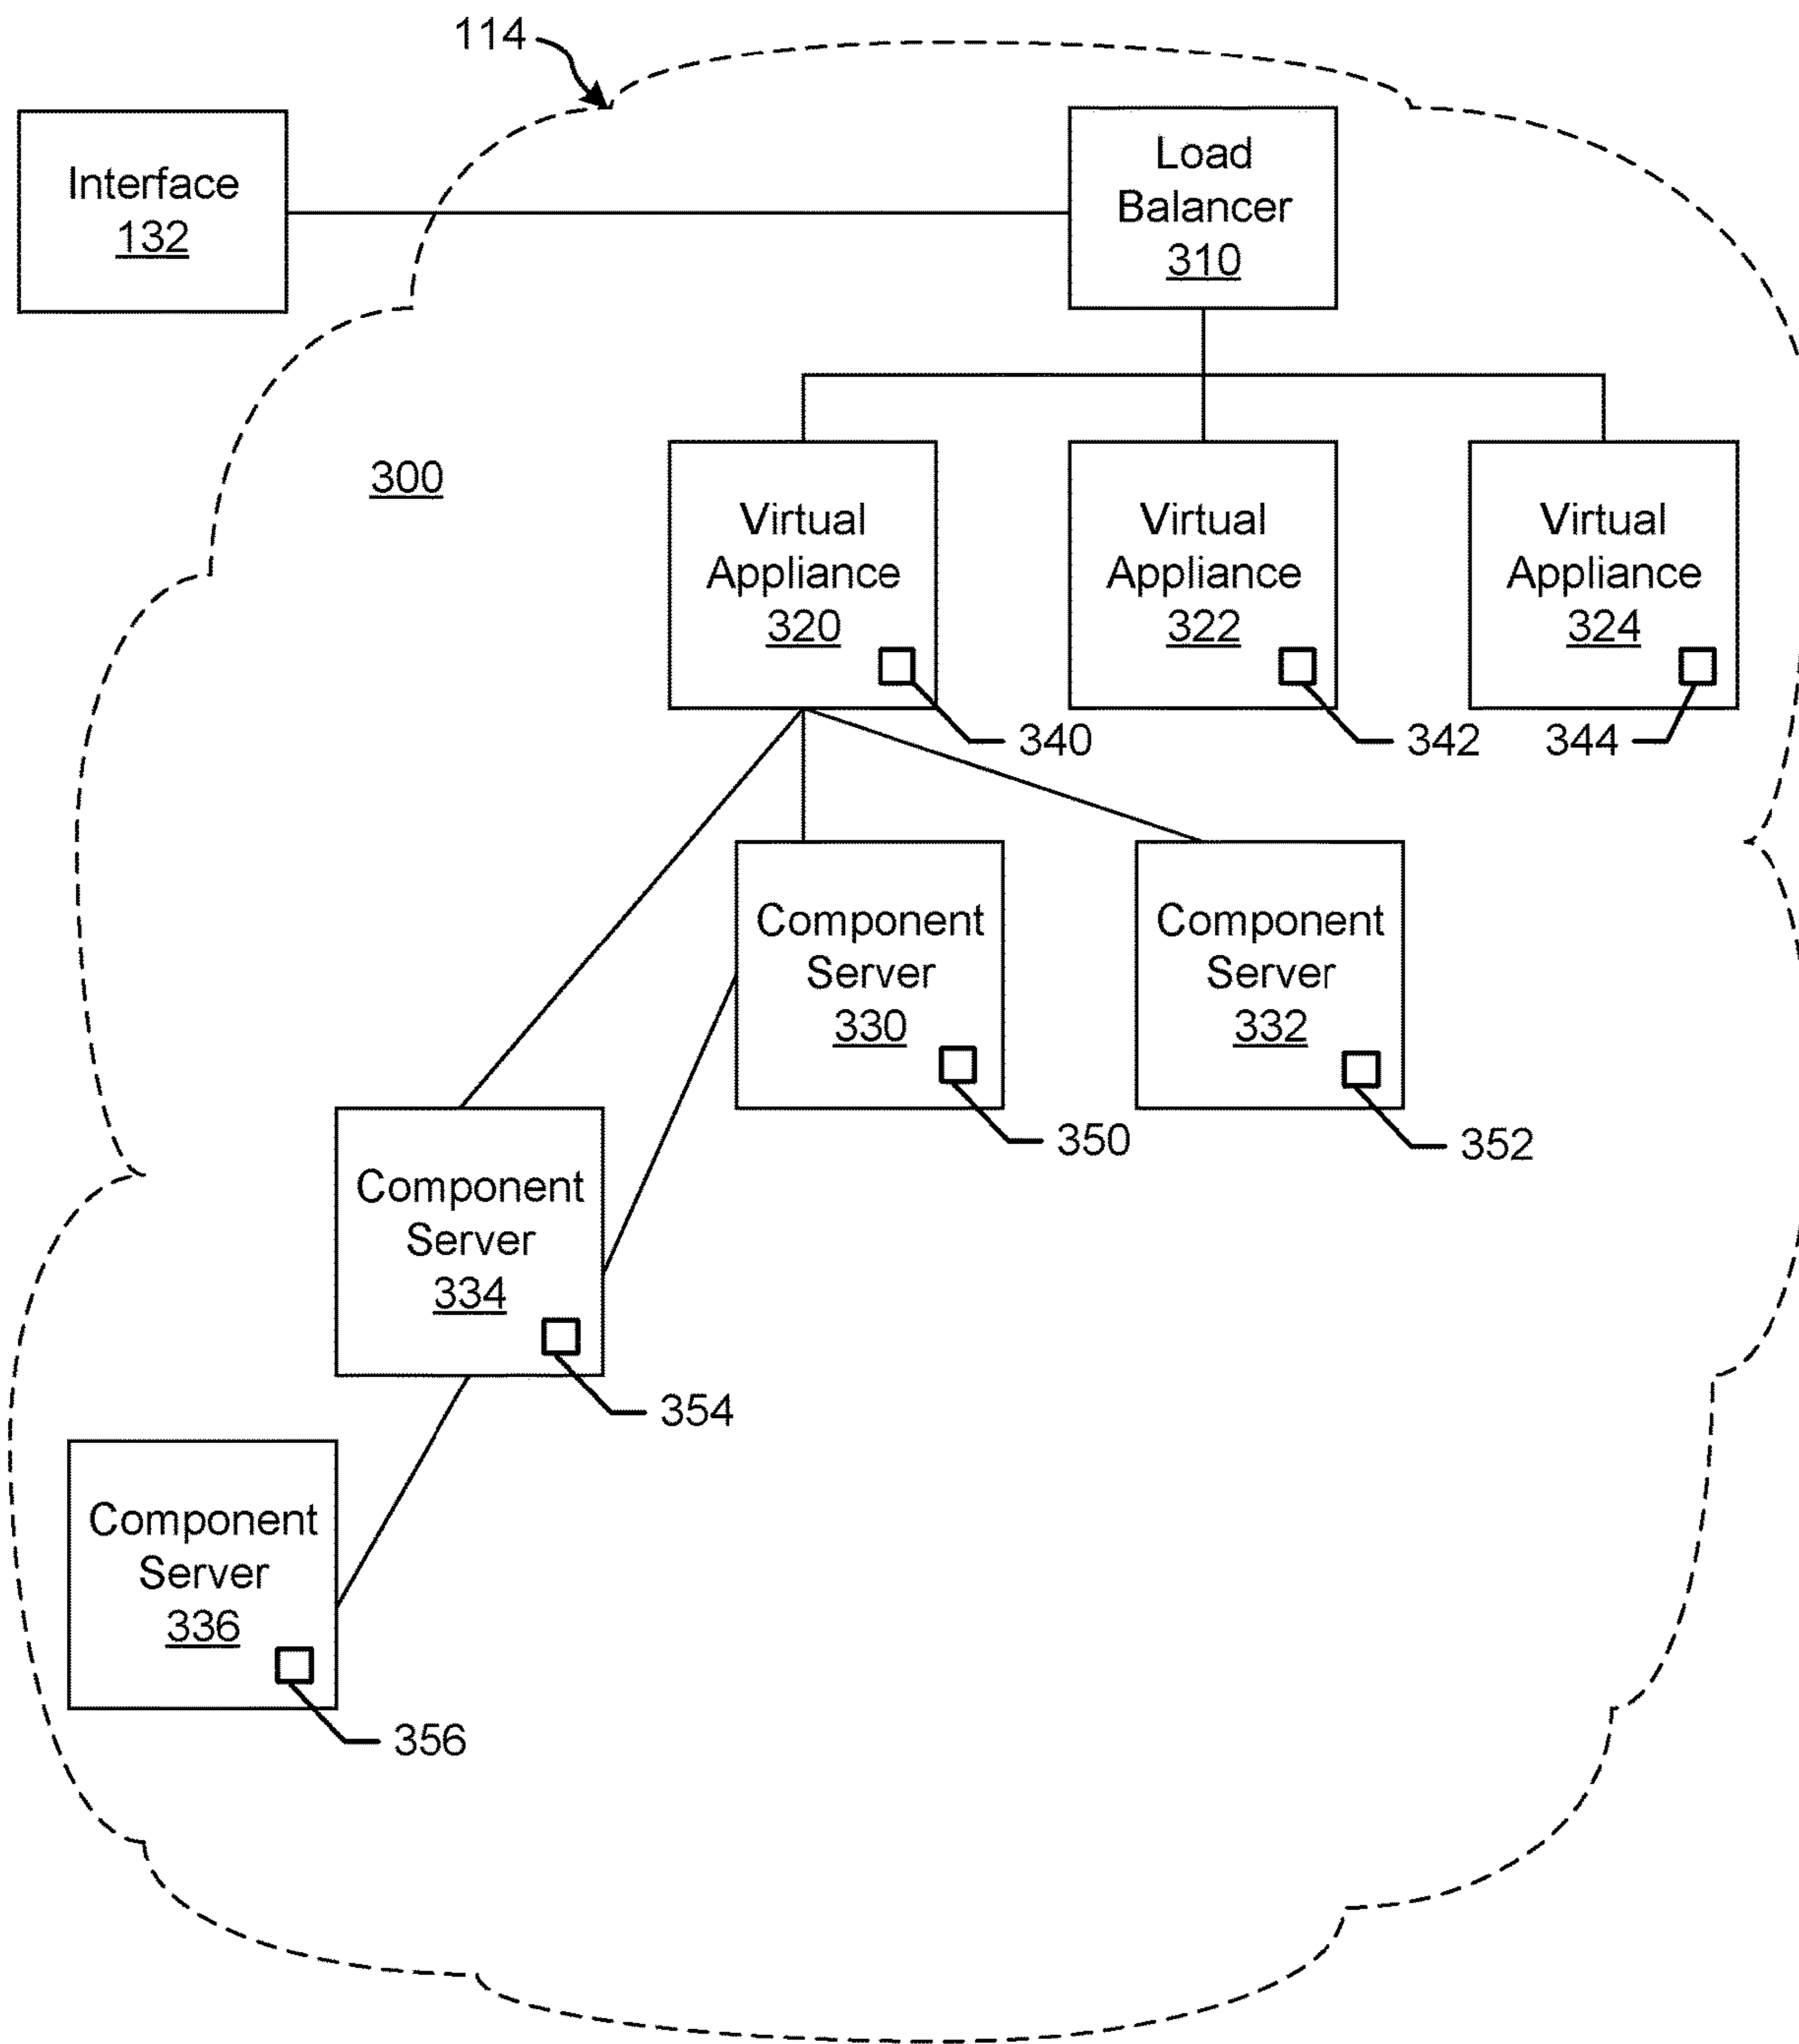 114
Interface
132
Load
Balancer
310
300
Virtual
Appliance
320
Virtual
Appliance
322
Virtual
Appliance
324
340
342
344
Component
Server
330
Component
Server
332
350
352
Component
Server
334
354
Component
Server
336
356